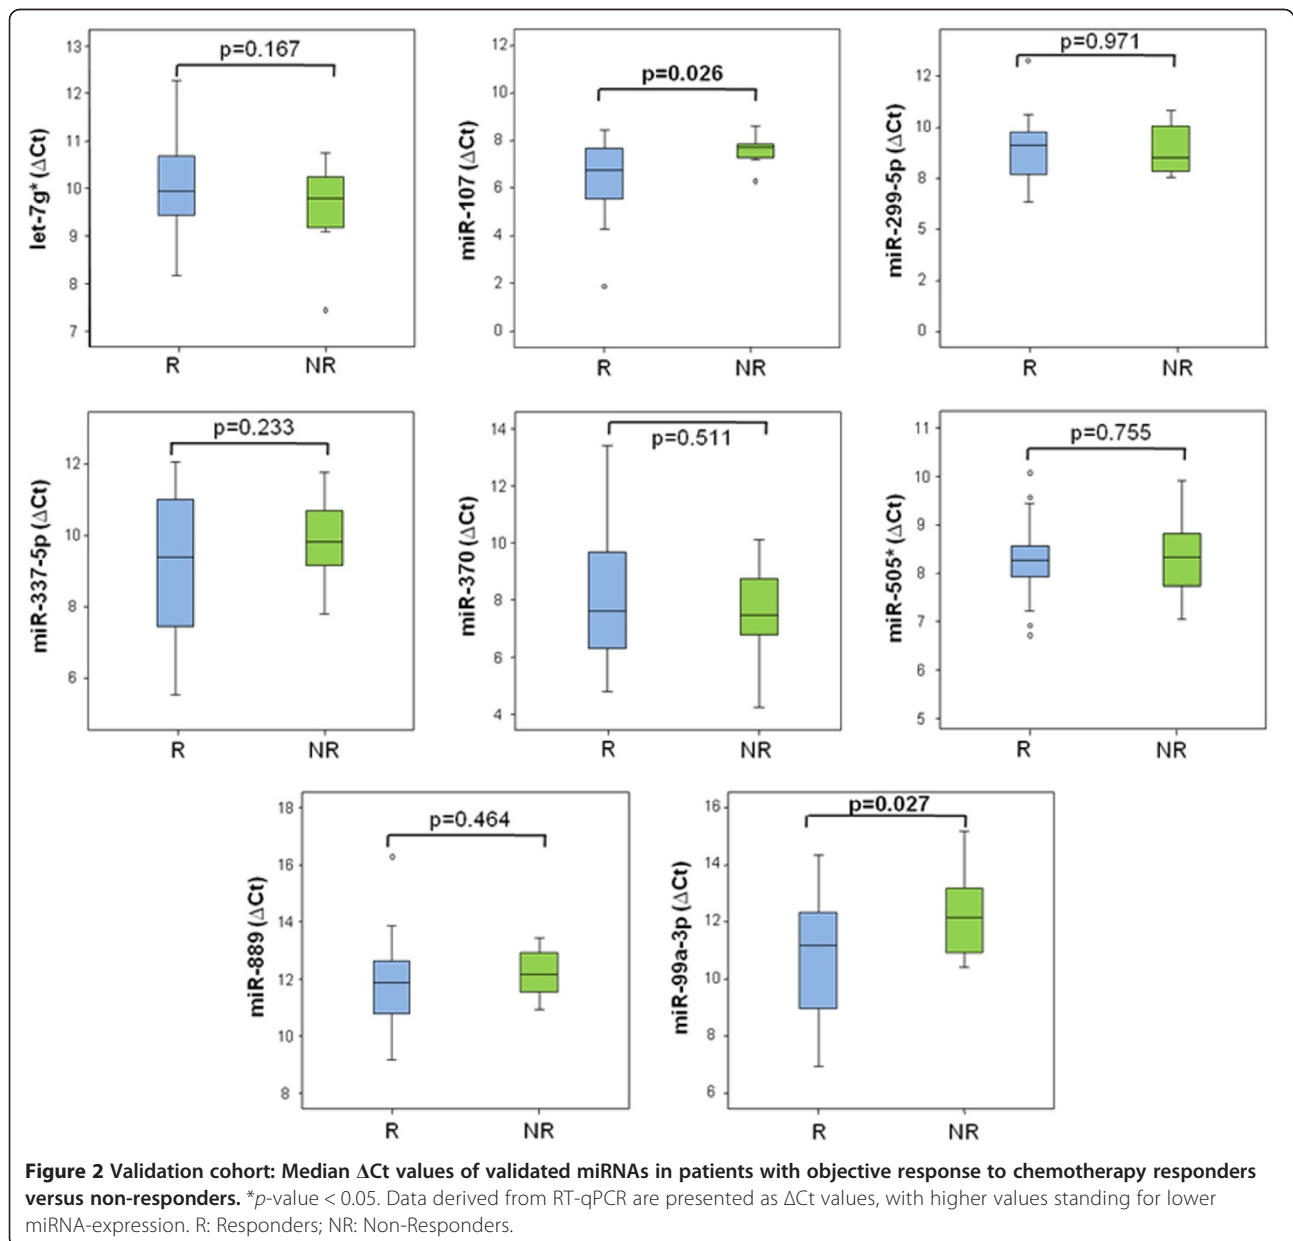 p=0.167
let-7g* (ΔCt)
13
12
11
10
9
8
7
R NR
p=0.026
miR-107 (ΔCt)
12
10
8
6
4
2
0
R NR
p=0.971
miR-299-5p (ΔCt)
12
10
8
5
2
0
R NR
p=0.233
miR-337-5p (ΔCt)
12
10
8
6
R NR
p=0.511
miR-370 (ΔCt)
14
12
10
8
6
4
R NR
p=0.755
miR-505* (ΔCt)
11
10
9
8
7
6
5
R NR
p=0.464
miR-889 (ΔCt)
18
16
14
12
10
8
R NR
p=0.027
miR-99a-3p (ΔCt)
16
14
12
10
8
6
R NR
Figure 2 Validation cohort: Median ΔCt values of validated miRNAs in patients with objective response to chemotherapy responders
versus non-responders. *p-value < 0.05. Data derived from RT-qPCR are presented as ΔCt values, with higher values standing for lower
miRNA-expression. R: Responders; NR: Non-Responders.